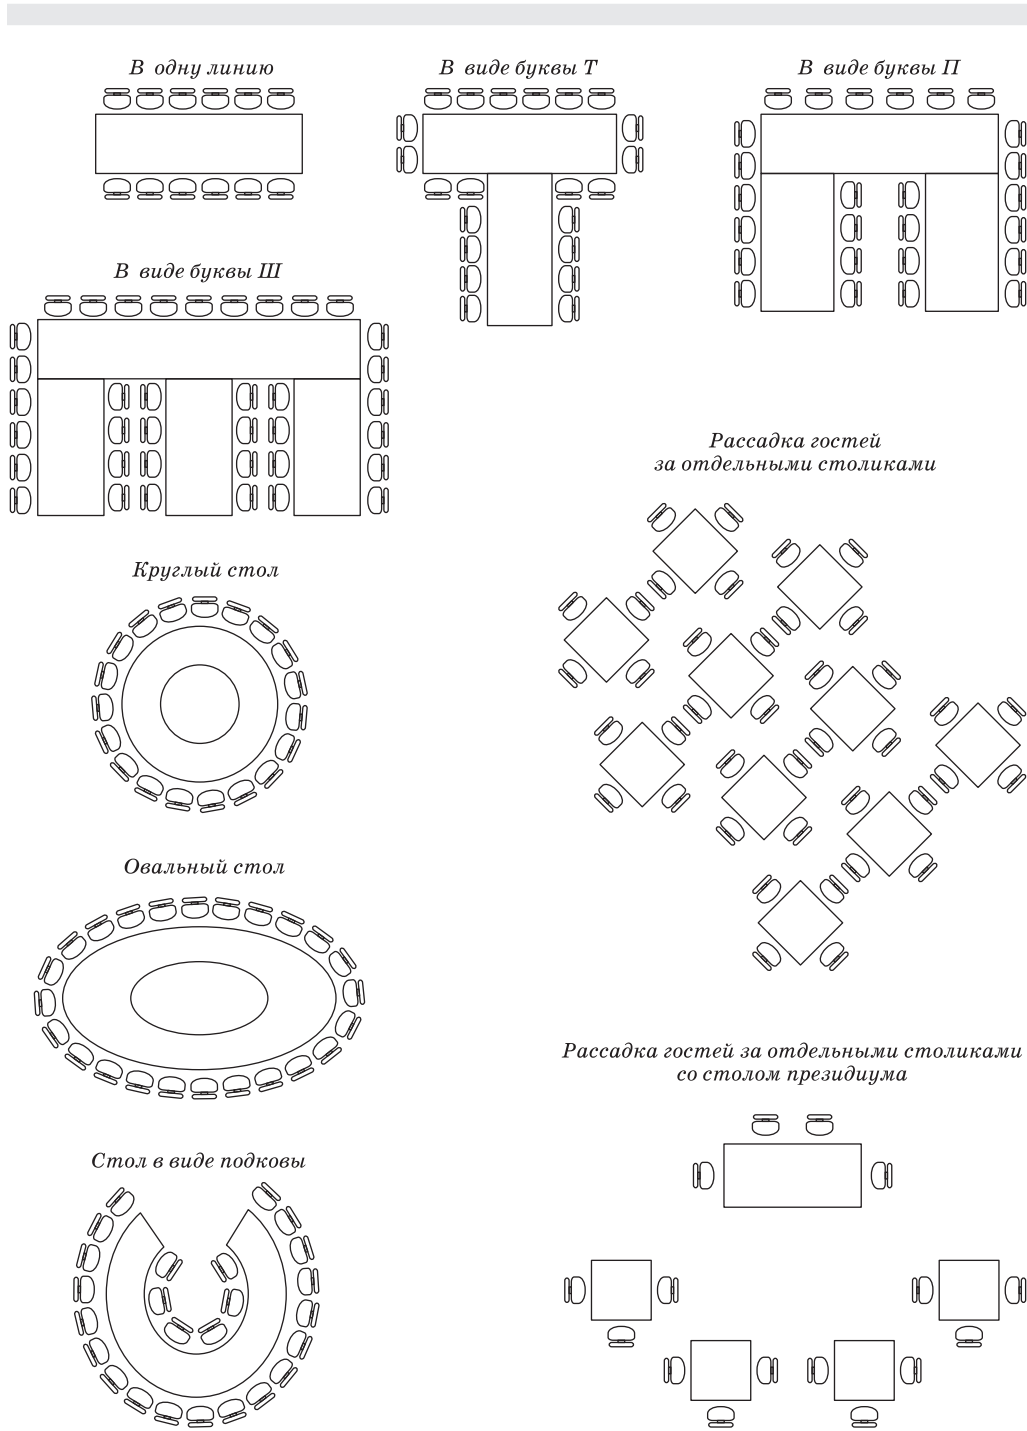 В одну линию
В виде буквы Т
В виде буквы П
В виде буквы Ш
Рассадка гостей
за отдельными столиками
Круглый стол
Овальный стол
Рассадка гостей за отдельными столиками
со столом президиума
Стол в виде подковы